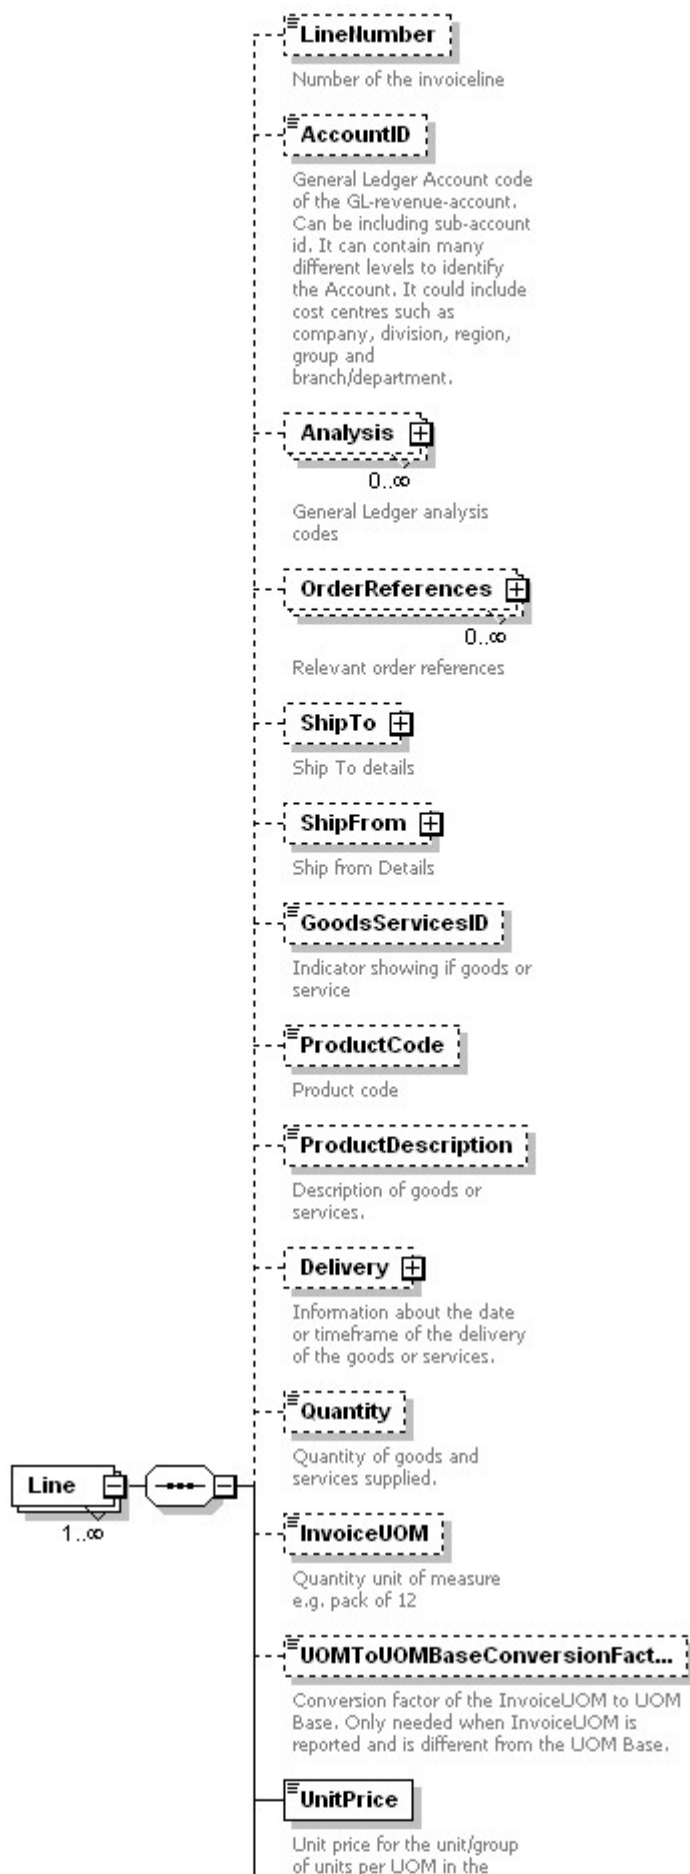 LineNumber
Number of the invoiceline
AccountID
General Ledger Account code
of the GL-revenue-account.
Can be including sub-account
id. It can contain many
different levels to identify
the Account. It could include
cost centres such as
company, division, region,
group and
branch/department.
Analysis
0..∞
General Ledger analysis
codes
OrderReferences
0..∞
Relevant order references
ShipTo
Ship To details
ShipFrom
Ship from Details
GoodsServicesID
Indicator showing if goods or
service
ProductCode
Product code
ProductDescription
Description of goods or
services.
Delivery
Information about the date
or timeframe of the delivery
of the goods or services.
Quantity
Quantity of goods and
services supplied.
Line
1..∞
InvoiceUOM
Quantity unit of measure
e.g. pack of 12
UOMToUOMBaseConversionFact...
Conversion factor of the InvoiceUOM to UOM
Base. Only needed when InvoiceUOM is
reported and is different from the UOM Base.
UnitPrice
Unit price for the unit/group
of units per UOM in the